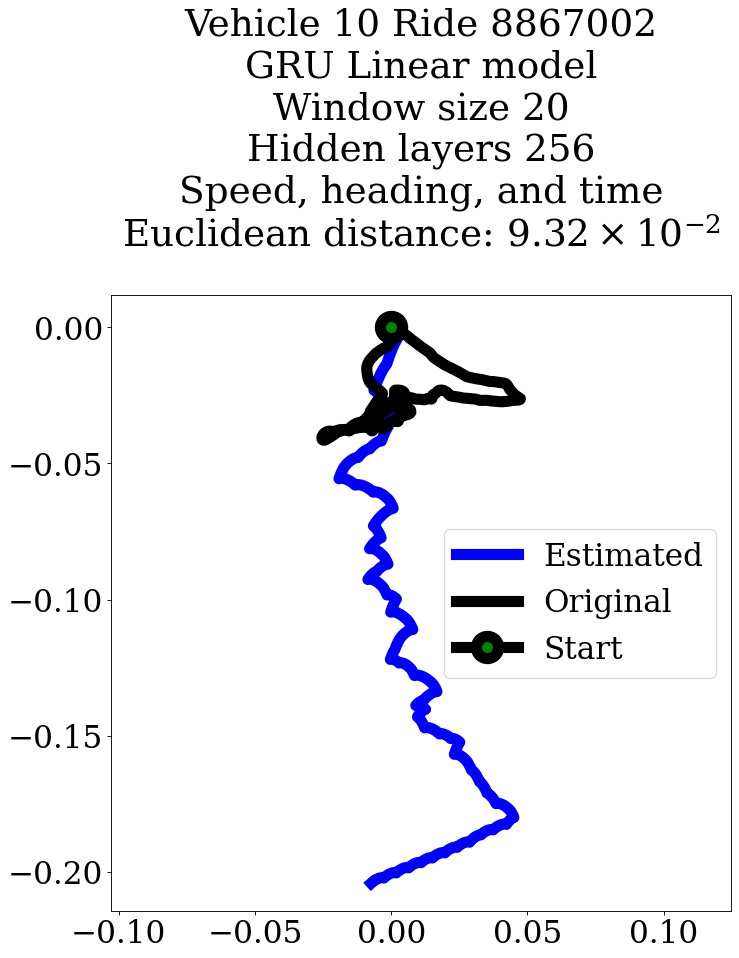 Vehicle 10 Ride 8867002
GRU Linear model
Window size 20
Hidden layers 256
Speed, heading, and time
Euclidean distance: 9.32 × 10⁻²
0.00
−0.05
−0.10
−0.15
−0.20
Estimated
Original
Start
−0.10 −0.05 0.00 0.05 0.10